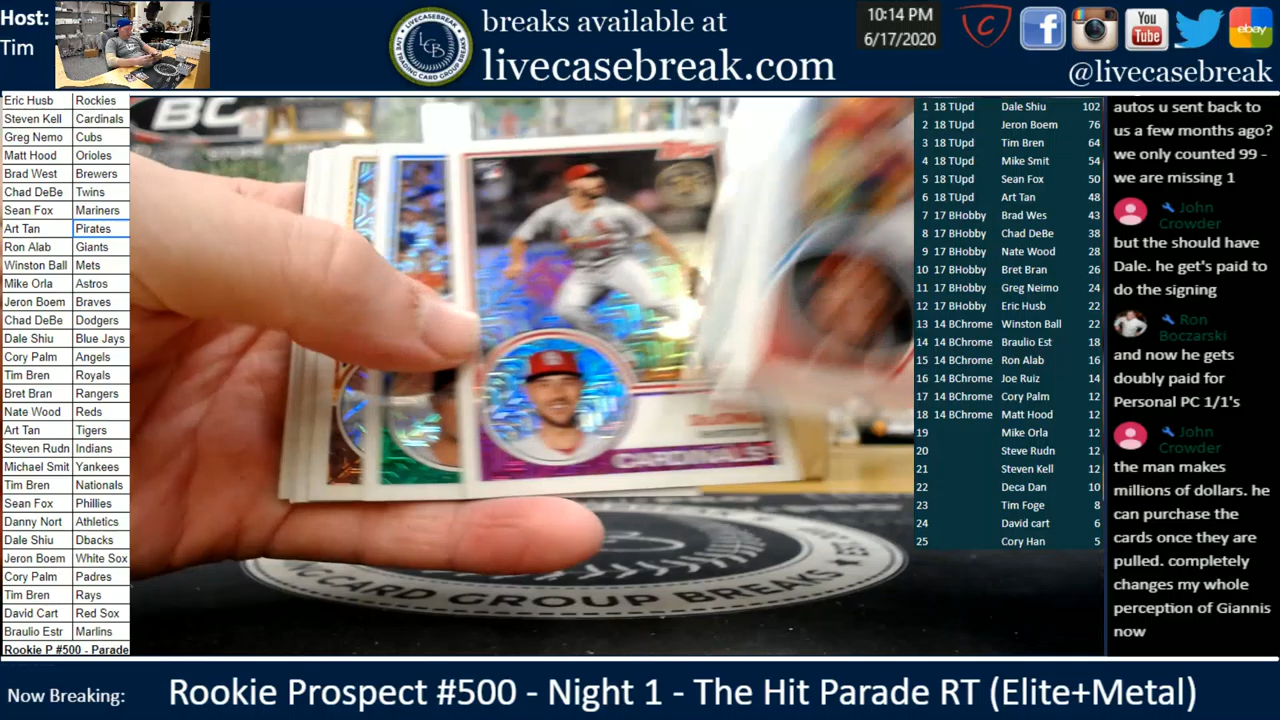 Host:
Tim
breaks available at
livecasebreak.com
10:14 PM
6/17/2020
You
Tube
ebay
@livecasebreak
Eric Husb Rockies
Steven Kell Cardinals
Greg Nemo Cubs
Matt Hood Orioles
Brad West Brewers
Chad DeBe Twins
Sean Fox Mariners
Art Tan Pirates
Ron Alab Giants
Winston Ball Mets
Mike Orla Astros
Jeron Boem Braves
Chad DeBe Dodgers
Dale Shiu Blue Jays
Cory Palm Angels
Tim Bren Royals
Bret Bran Rangers
Nate Wood Reds
Art Tan Tigers
Steven Rudn Indians
Michael Smit Yankees
Tim Bren Nationals
Sean Fox Phillies
Danny Nort Athletics
Dale Shiu Dbacks
Jeron Boem White Sox
Cory Palm Padres
Tim Bren Rays
David Cart Red Sox
Braulio Estr Marlins
Rookie P #500 - Parade
CARDINALS
CARD GROUP BREAKS
1 18 TUpd Dale Shiu 102
2 18 TUpd Jeron Boem 76
3 18 TUpd Tim Bren 64
4 18 TUpd Mike Smit 54
5 18 TUpd Sean Fox 50
6 18 TUpd Art Tan 48
7 17 BHobby Brad Wes 43
8 17 BHobby Chad DeBe 38
9 17 BHobby Nate Wood 28
10 17 BHobby Bret Bran 26
11 17 BHobby Greg Neimo 24
12 17 BHobby Eric Husb 22
13 14 BChrome Winston Ball 22
14 14 BChrome Braulio Est 18
15 14 BChrome Ron Alab 16
16 14 BChrome Joe Ruiz 14
17 14 BChrome Cory Palm 12
18 14 BChrome Matt Hood 12
19 Mike Orla 12
20 Steve Rudn 12
21 Steven Kell 12
22 Deca Dan 10
23 Tim Foge 8
24 David cart 6
25 Cory Han 5
autos u sent back to
us a few months ago?
we only counted 99 -
we are missing 1
John
Crowder
but the should have
Dale. he get's paid to
do the signing
Ron
Boczarski
and now he gets
doubly paid for
Personal PC 1/1's
John
Crowder
the man makes
millions of dollars. he
can purchase the
cards once they are
pulled. completely
changes my whole
perception of Giannis
now
Now Breaking: Rookie Prospect #500 - Night 1 - The Hit Parade RT (Elite+Metal)